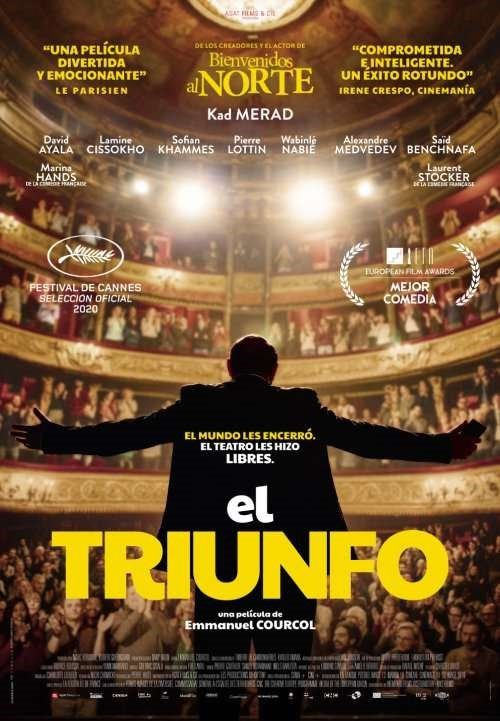 AGAT FILMS & CIE
"UNA PELÍCULA
DIVERTIDA
Y EMOCIONANTE"
LE PARISIEN
DE LOS CREADORES Y EL ACTOR DE
Bienvenidos
al NORTE
"COMPROMETIDA
E INTELIGENTE.
UN ÉXITO ROTUNDO"
IRENE CRESPO, CINEMANÍA
Kad MERAD
David
AYALA
Lamine
CISSOKHO
Sofian
KHAMMES
Pierre
LOTTIN
Wabinlé
NABIÉ
Alexandre
MEDVEDEV
Saïd
BENCHNAFA
Marina
HANDS
DE LA COMÉDIE FRANÇAISE
Laurent
STOCKER
DE LA COMÉDIE FRANÇAISE
FESTIVAL DE CANNES
SELECCION OFICIAL
2020
EUROPEAN FILM AWARDS
MEJOR
COMEDIA
EL MUNDO LES ENCERRÓ.
EL TEATRO LES HIZO
LIBRES.
el
TRIUNFO
una película de
Emmanuel COURCOL